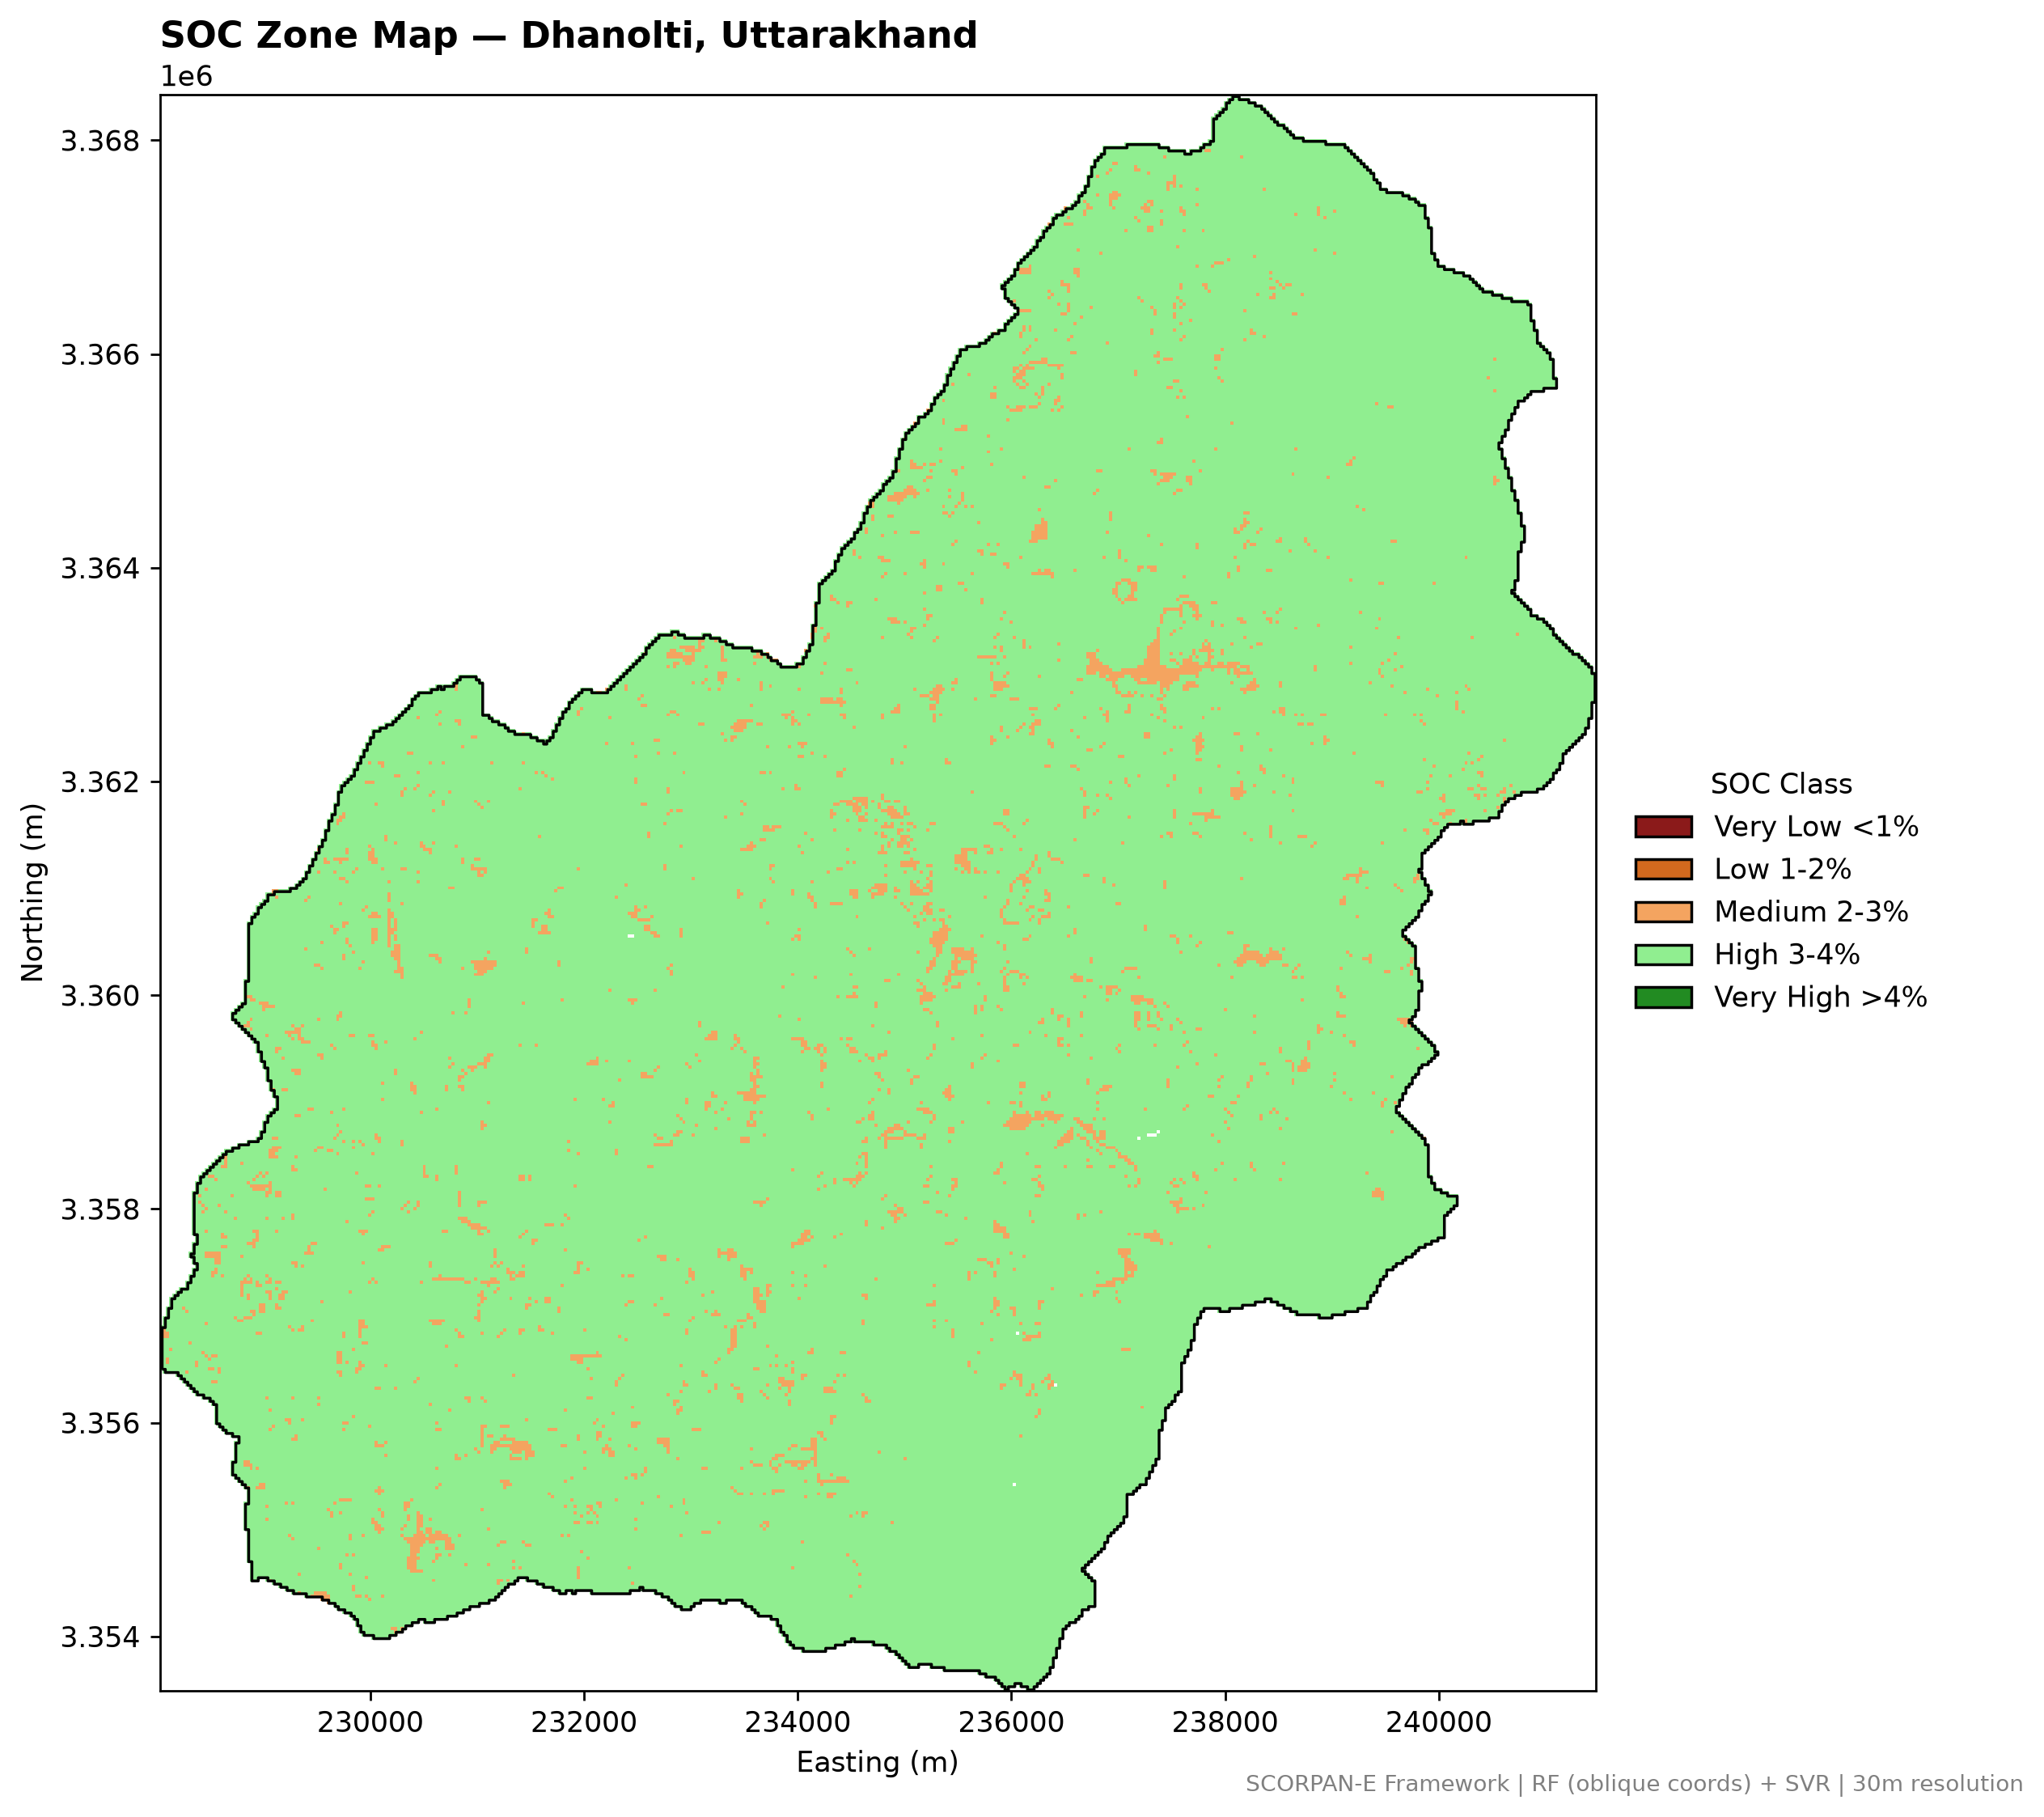 SOC Zone Map — Dhanolti, Uttarakhand
1e6
3.368
3.366
3.364
3.362
3.360
3.358
3.356
3.354
Northing (m)
230000 232000 234000 236000 238000 240000
Easting (m)
SOC Class
Very Low <1%
Low 1-2%
Medium 2-3%
High 3-4%
Very High >4%
SCORPAN-E Framework | RF (oblique coords) + SVR | 30m resolution